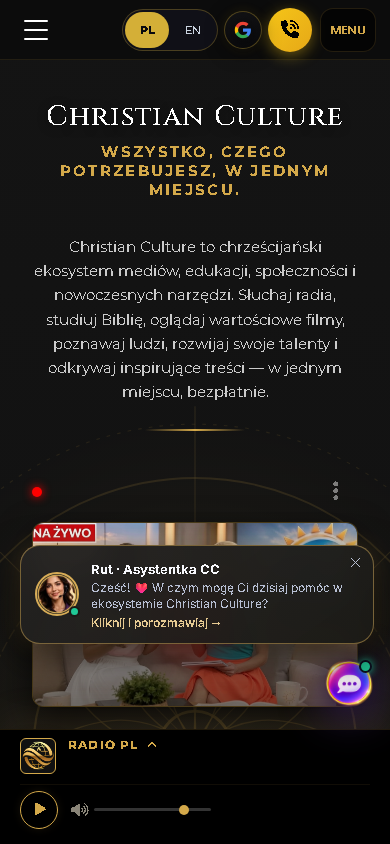 PL
EN
MENU
Christian Culture
WSZYSTKO, CZEGO
POTRZEBUJESZ, W JEDNYM
MIEJSCU.
Christian Culture to chrześcijański
ekosystem mediów, edukacji, społeczności i
nowoczesnych narzędzi. Słuchaj radia,
studiuj Biblię, oglądaj wartościowe filmy,
poznawaj ludzi, rozwijaj swoje talenty i
odkrywaj inspirujące treści — w jednym
miejscu, bezpłatnie.
NA ŻYWO
Rut · Asystentka CC
Cześć! ❤️ W czym mogę Ci dzisiaj pomóc w
ekosystemie Christian Culture?
Kliknij i porozmawiaj →
RADIO PL